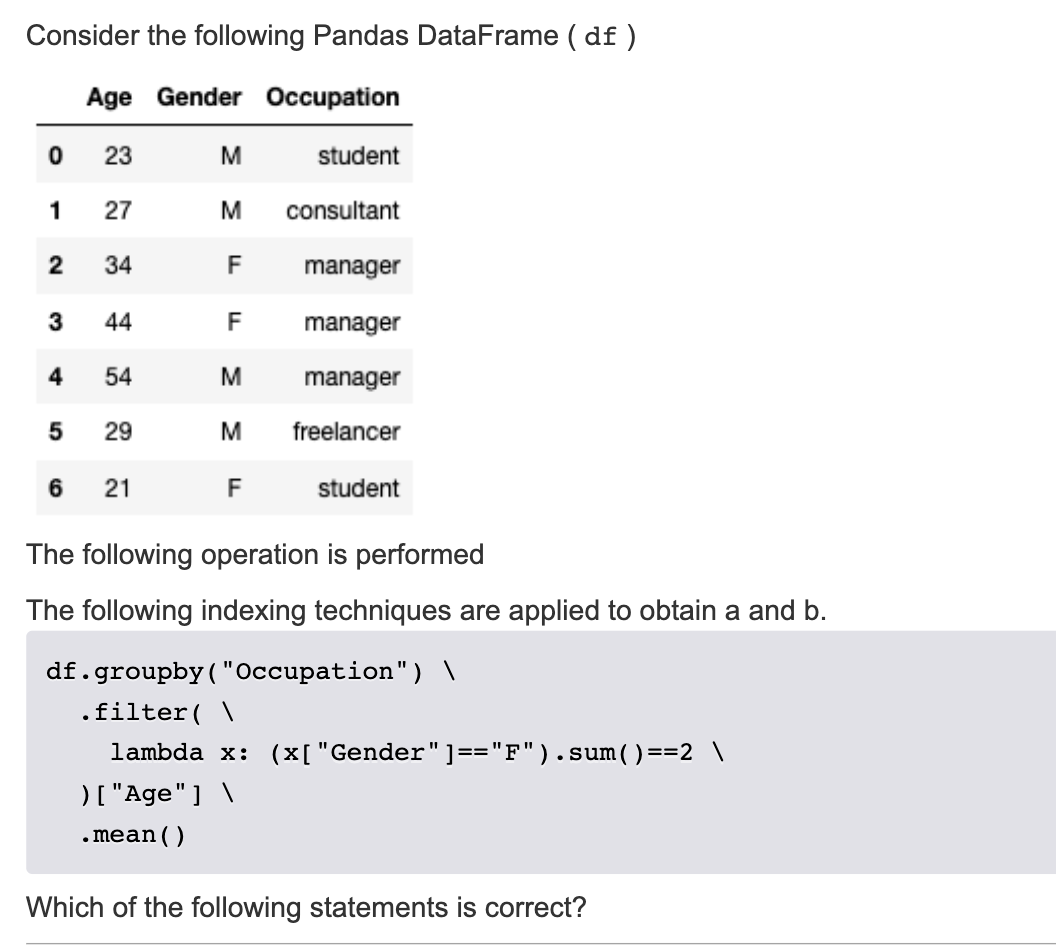 Consider the following Pandas DataFrame ( df )
Age Gender Occupation
0 23 M student
1 27 M consultant
2 34 F manager
3 44 F manager
4 54 M manager
5 29 M freelancer
6 21 F student
The following operation is performed
The following indexing techniques are applied to obtain a and b.
df.groupby("Occupation") \
.filter( \
lambda x: (x["Gender"]=="F").sum()==2 \
)["Age"] \
.mean()
Which of the following statements is correct?